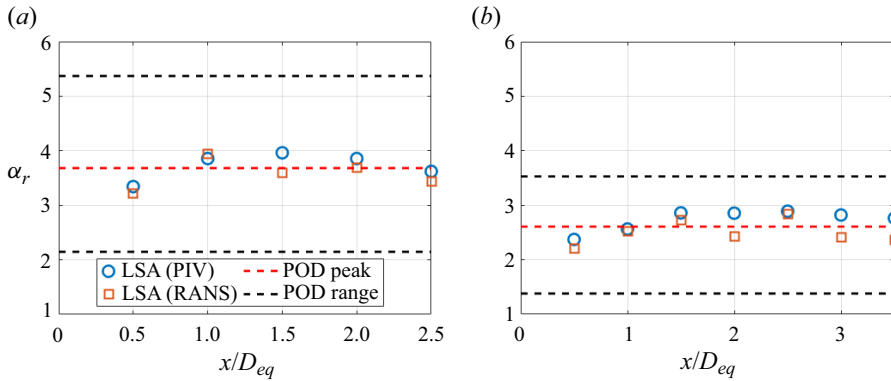 (a)
(b)
6
5
4
3
2
1
α_r
LSA (PIV)
POD peak
LSA (RANS)
POD range
0
0.5
1.0
1.5
2.0
2.5
x/D_eq
6
5
4
3
2
1
0
1
2
3
x/D_eq